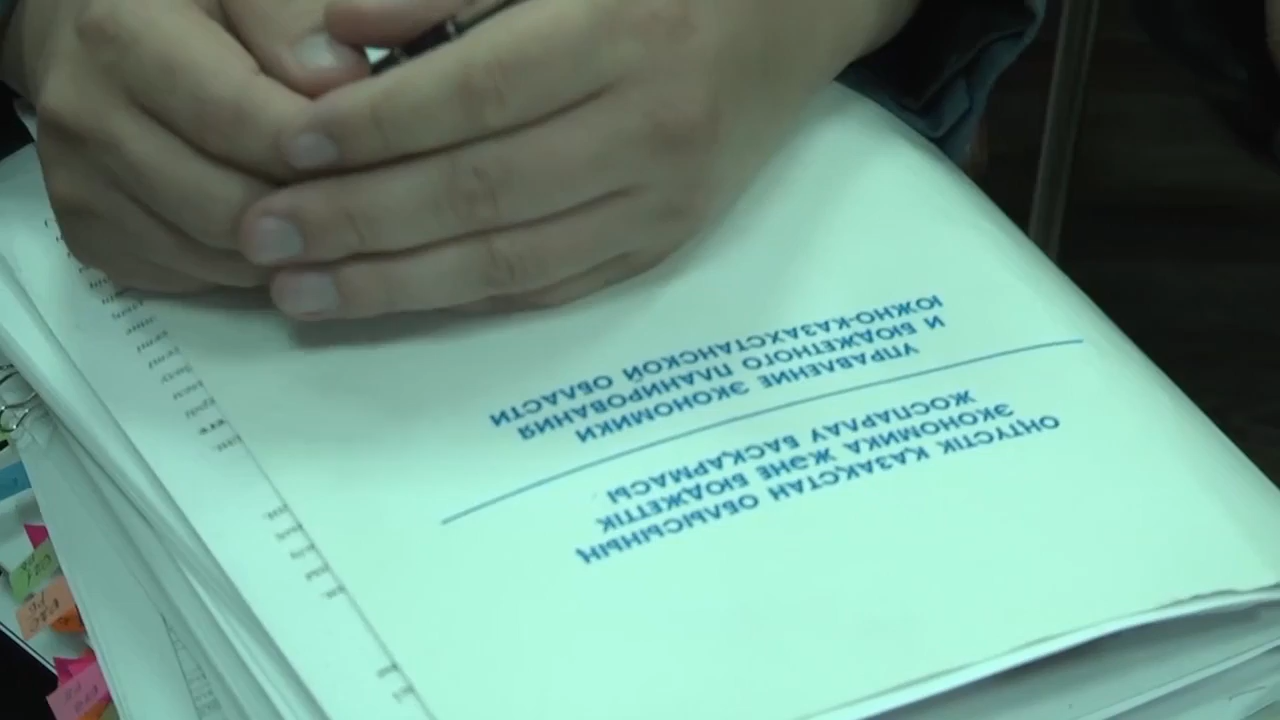 ОҢТҮСТІК ҚАЗАҚСТАН ОБЛЫСЫНЫҢ
ЭКОНОМИКА ЖӘНЕ БЮДЖЕТТІК
ЖОСПАРЛАУ БАСҚАРМАСЫ
УПРАВЛЕНИЕ ЭКОНОМИКИ
И БЮДЖЕТНОГО ПЛАНИРОВАНИЯ
ЮЖНО-КАЗАХСТАНСКОЙ ОБЛАСТИ